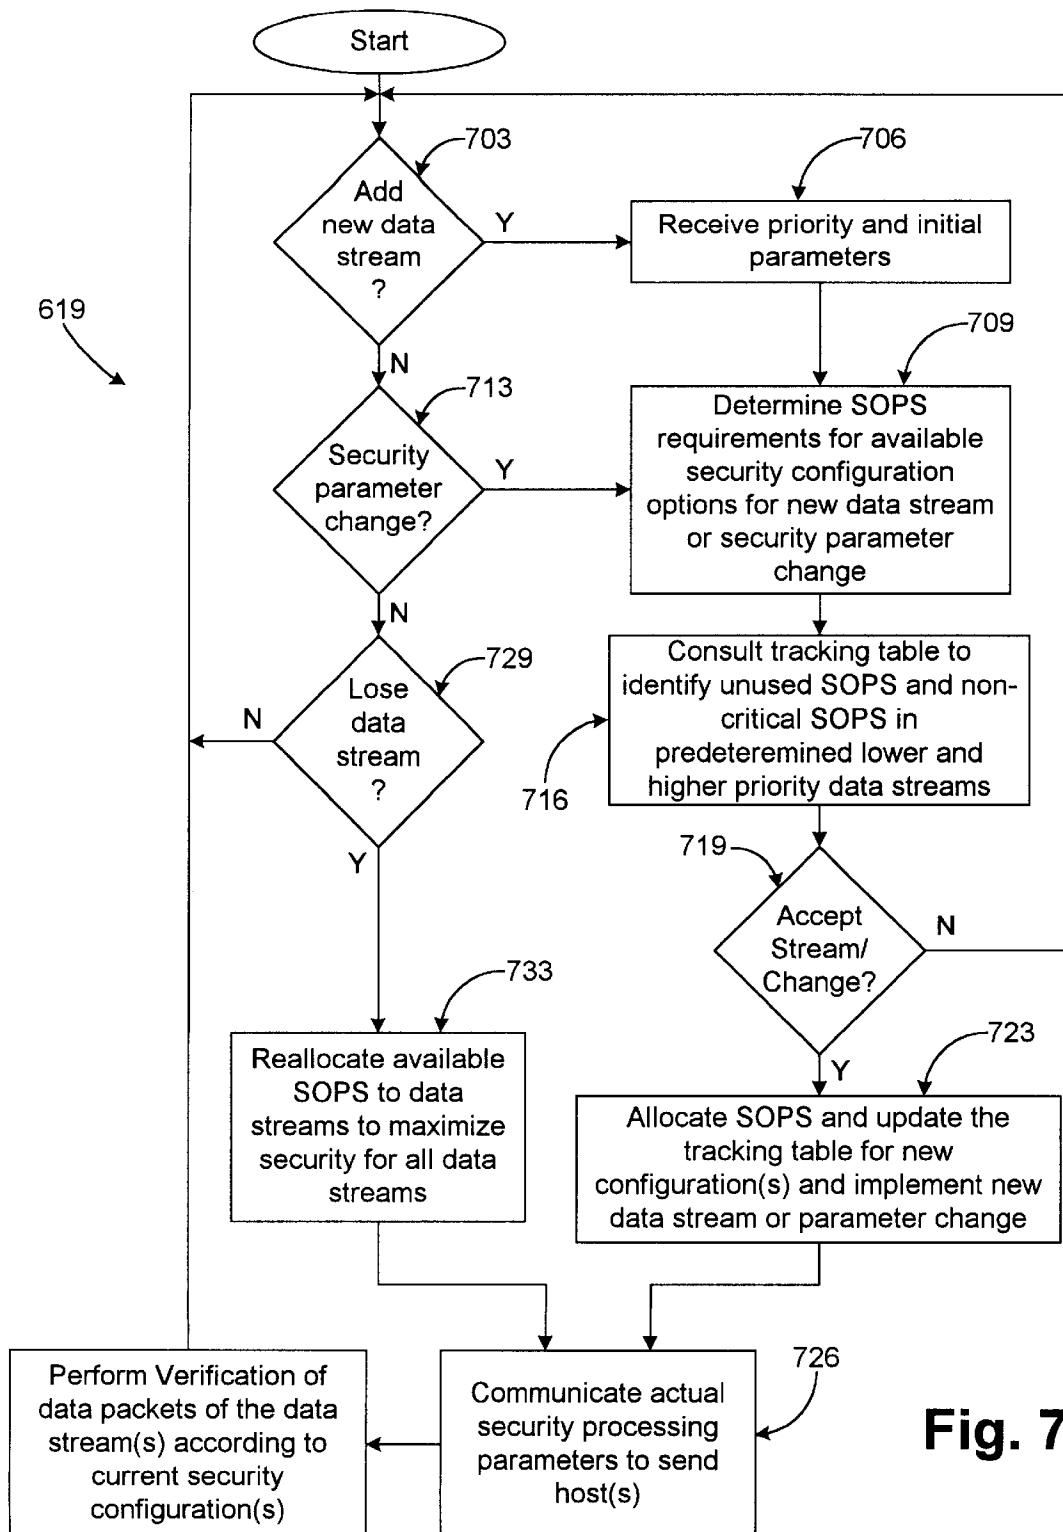 Start
703
Add
new data
stream
?
Y
N
706
Receive priority and initial
parameters
619
709
Determine SOPS
requirements for available
security configuration
options for new data stream
or security parameter
change
713
Security
parameter
change?
Y
N
Consult tracking table to
identify unused SOPS and non-
critical SOPS in
predeteremined lower and
higher priority data streams
716
729
Lose
data
stream
?
N
Y
719
Accept
Stream/
Change?
N
Y
733
Reallocate available
SOPS to data
streams to maximize
security for all data
streams
723
Allocate SOPS and update the
tracking table for new
configuration(s) and implement new
data stream or parameter change
726
Communicate actual
security processing
parameters to send
host(s)
Perform Verification of
data packets of the data
stream(s) according to
current security
configuration(s)
Fig. 7